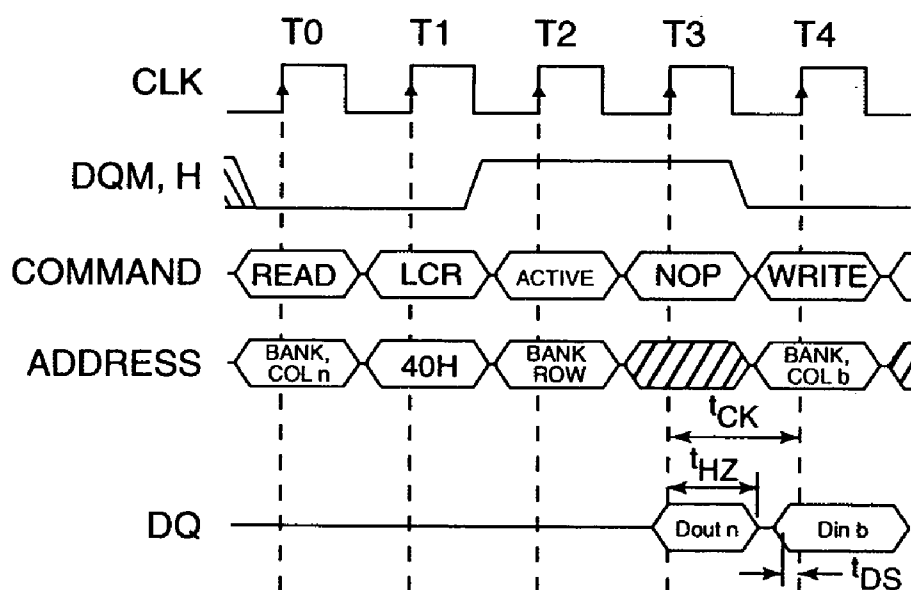 T0 T1 T2 T3 T4
CLK
DQM, H
COMMAND READ LCR ACTIVE NOP WRITE
ADDRESS BANK, COL n 40H BANK ROW BANK, COL b
tCK
tHZ
DQ Dout n Din b
tDS